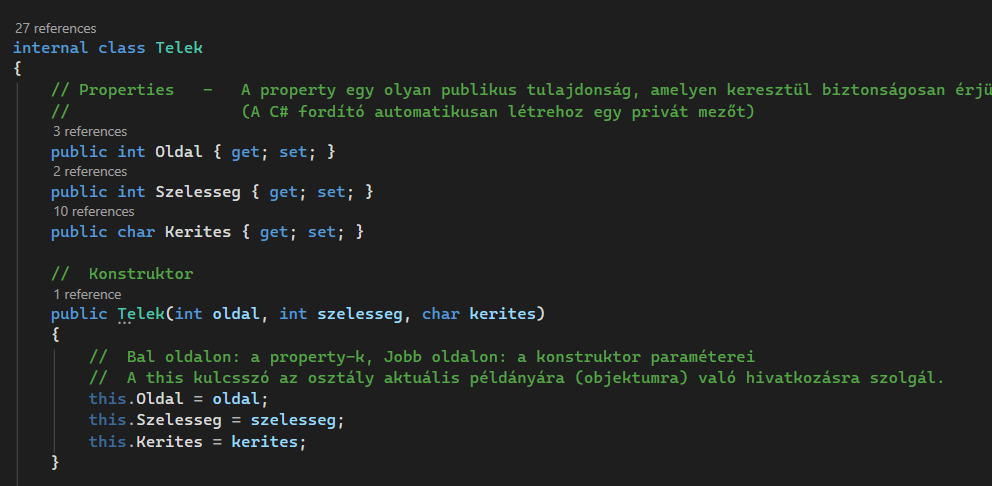 27 references
internal class Telek
{
// Properties - A property egy olyan publikus tulajdonság, amelyen keresztül biztonságosan
// (A C# fordító automatikusan létrehoz egy privát mezőt)
3 references
public int Oldal { get; set; }
2 references
public int Szelesseg { get; set; }
10 references
public char Kerites { get; set; }
// Konstruktor
1 reference
public Telek(int oldal, int szelesseg, char kerites)
{
// Bal oldalon: a property-k, Jobb oldalon: a konstruktor paraméterei
// A this kulcsszó az osztály aktuális példányára (objektumra) való hivatkozásra szolgál.
this.Oldal = oldal;
this.Szelesseg = szelesseg;
this.Kerites = kerites;
}